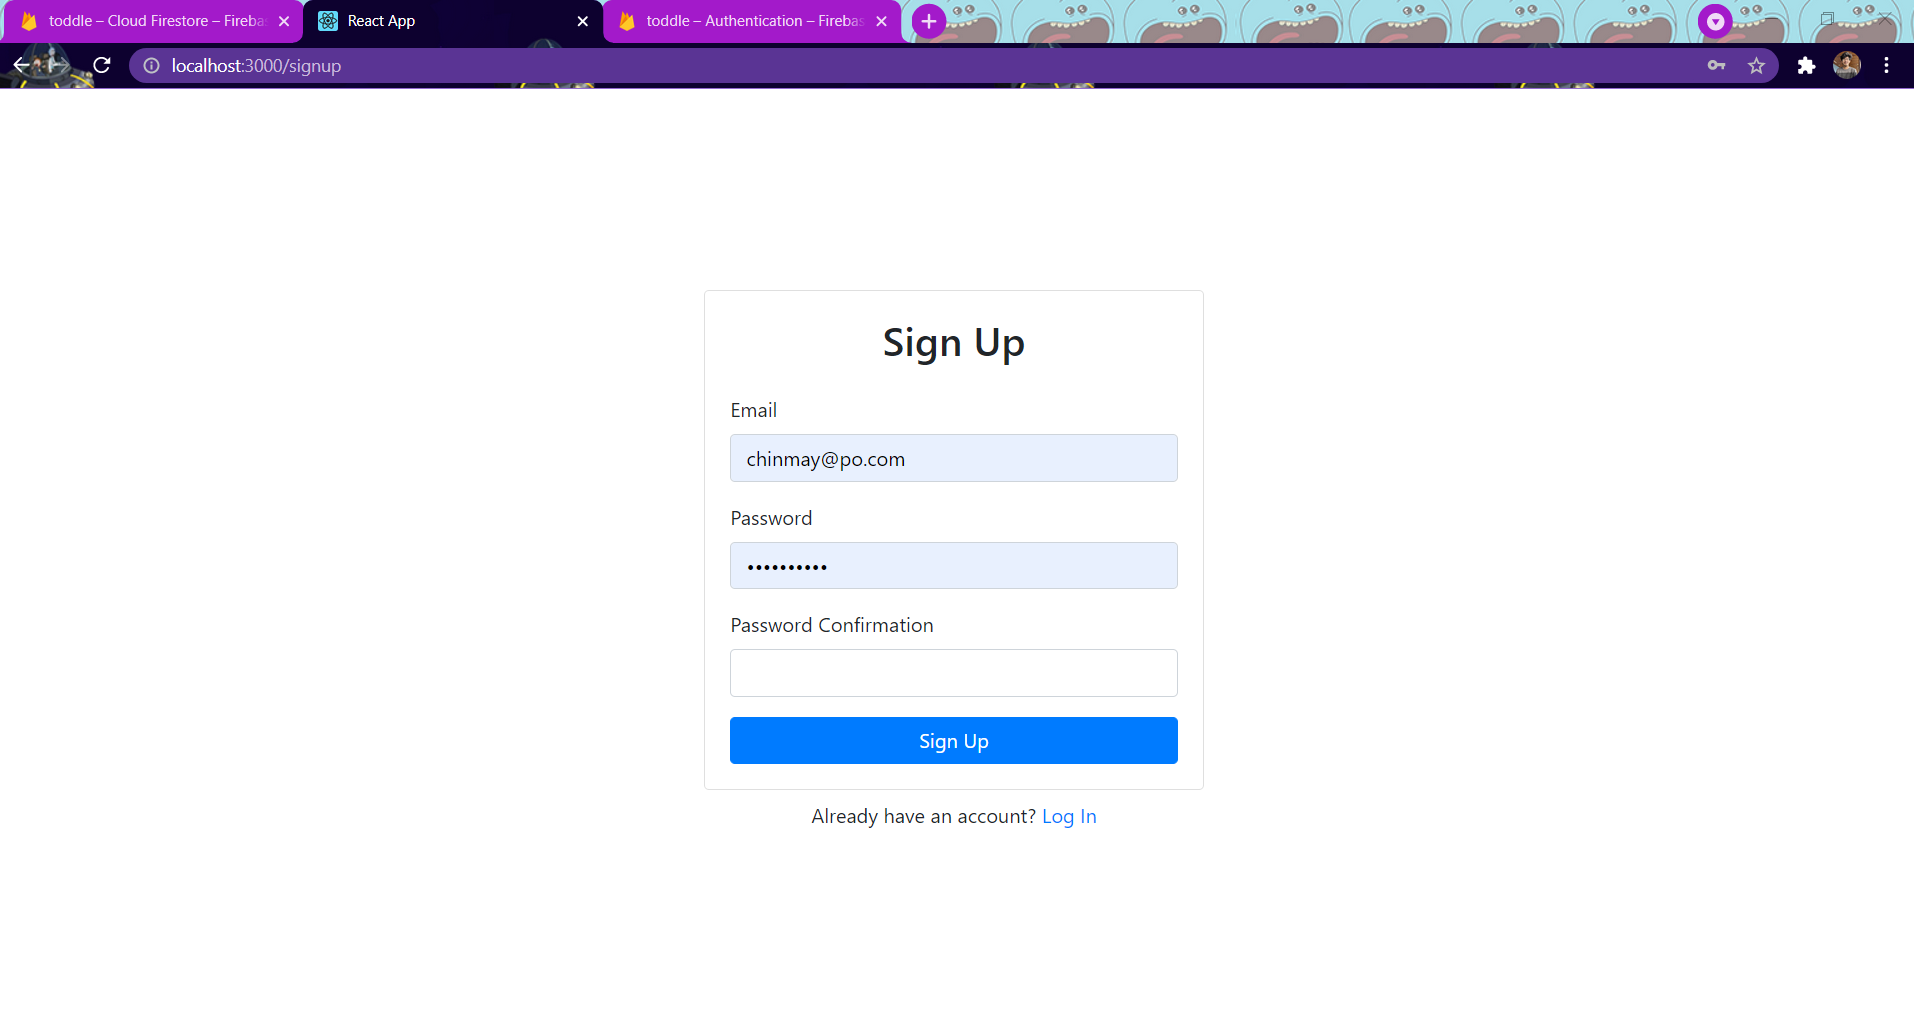 toddle – Cloud Firestore – Fireba
React App
toddle – Authentication – Firebas
localhost:3000/signup
Sign Up
Email
chinmay@po.com
Password
••••••••••
Password Confirmation
Sign Up
Already have an account? Log In